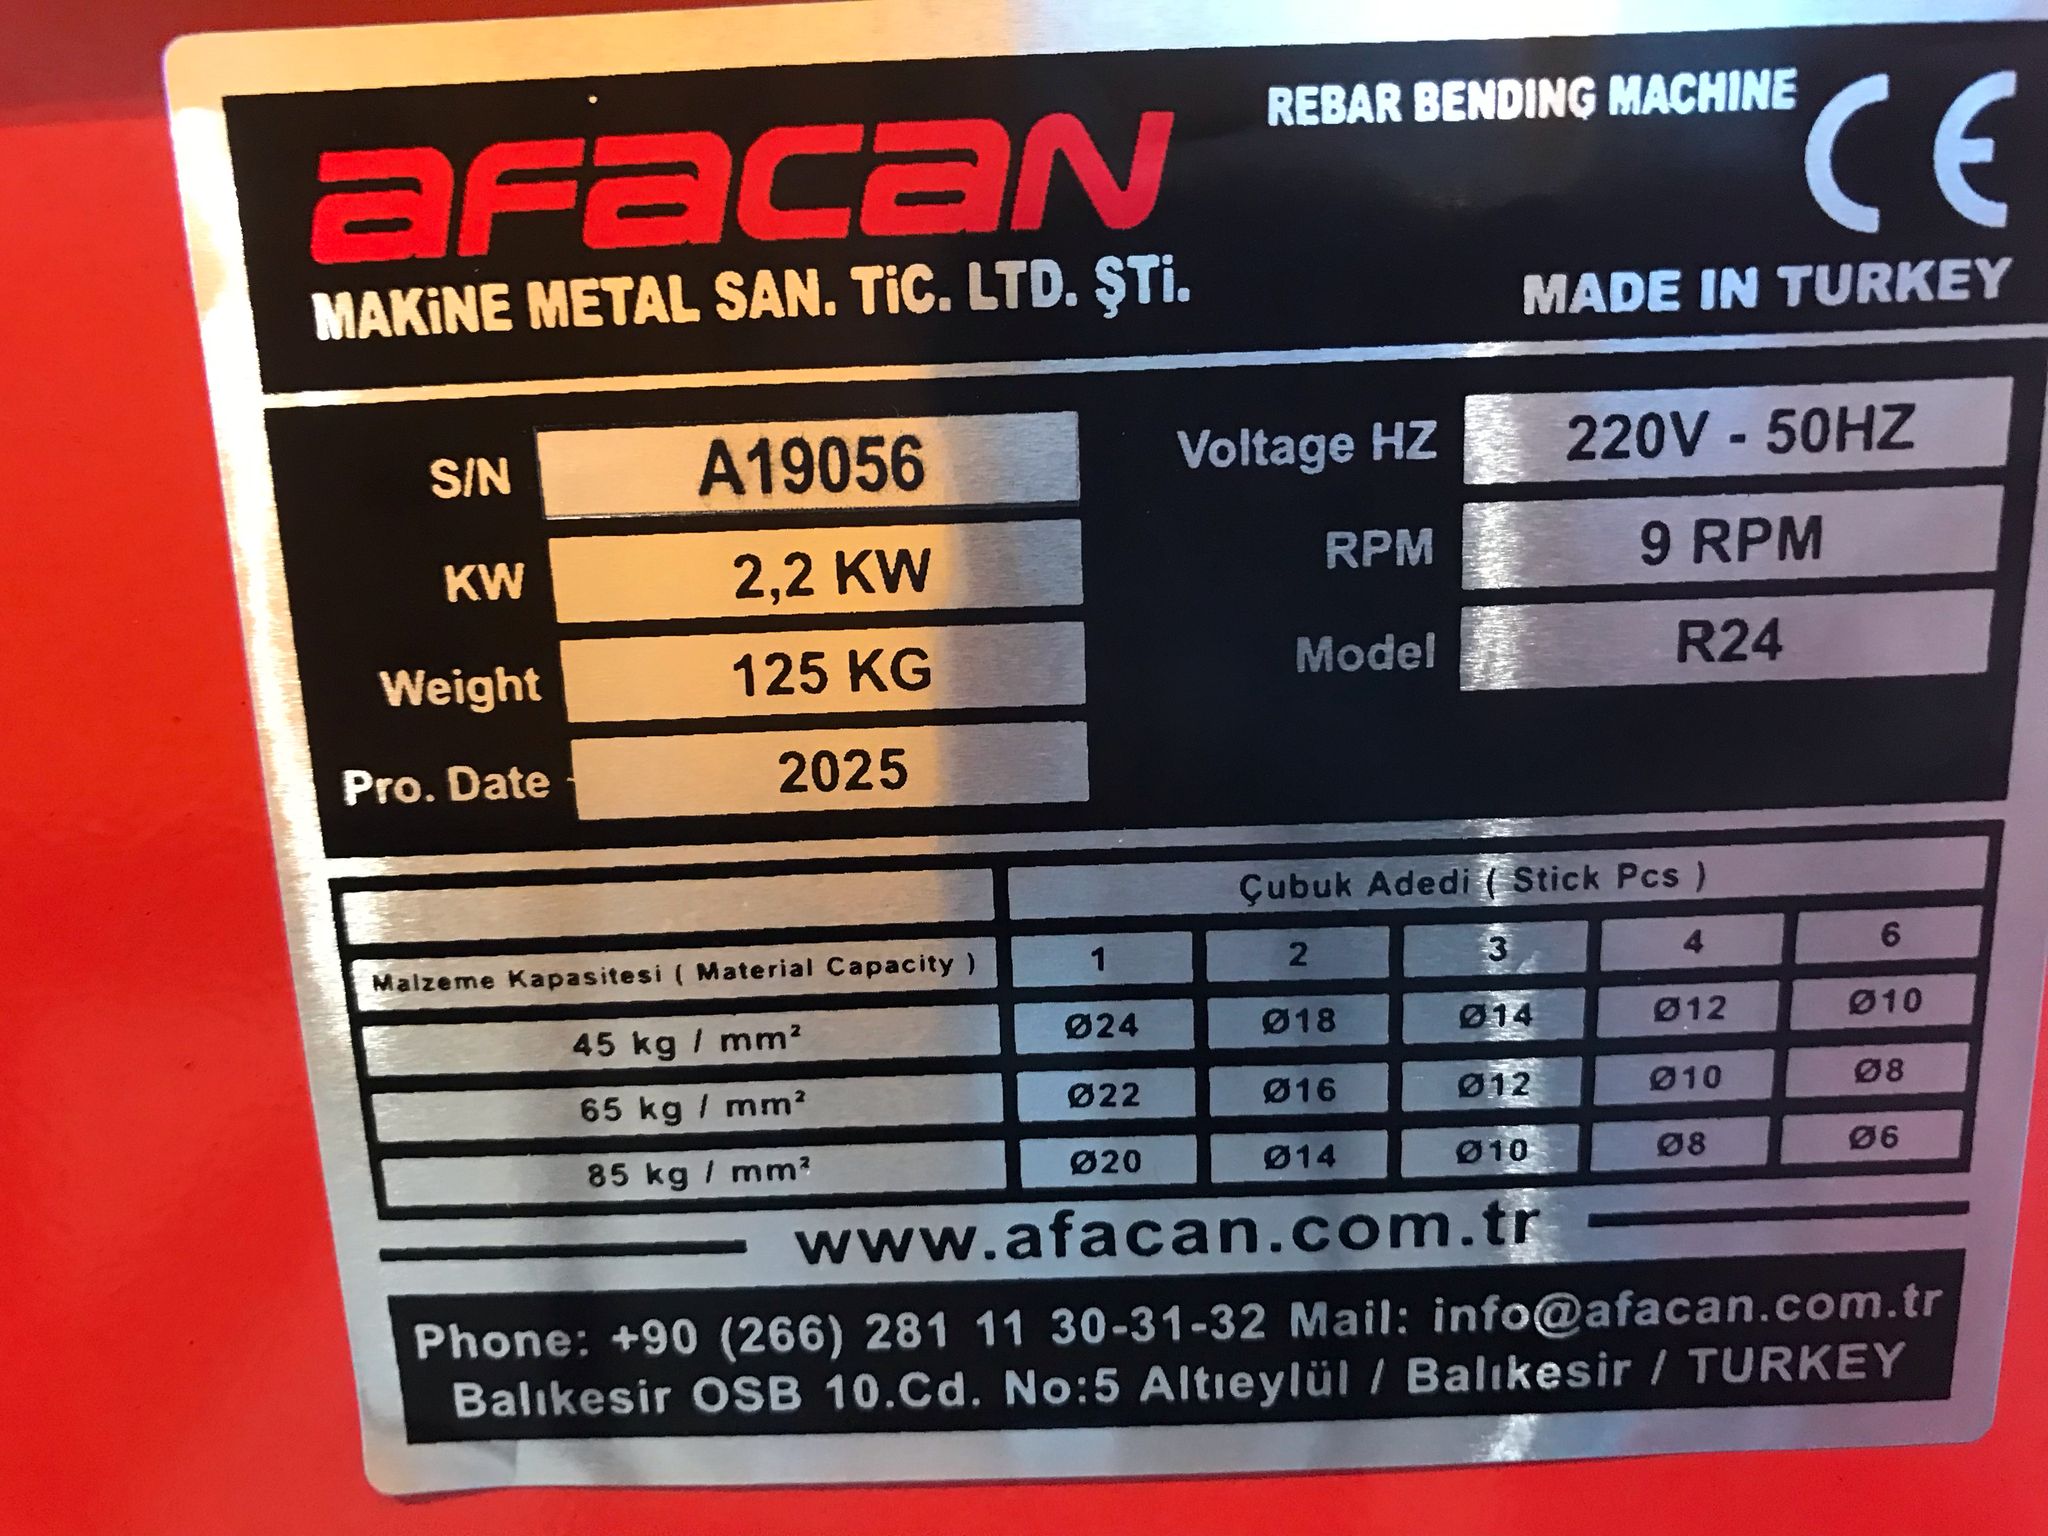 afacan
REBAR BENDING MACHINE
CE
MAKiNE METAL SAN. TiC. LTD. ŞTi.
MADE IN TURKEY
S/N A19056
Voltage HZ 220V - 50HZ
KW 2,2 KW
RPM 9 RPM
Weight 125 KG
Model R24
Pro. Date 2025
Çubuk Adedi ( Stick Pcs )
Malzeme Kapasitesi ( Material Capacity ) 1 2 3 4 6
45 kg / mm² Ø24 Ø18 Ø14 Ø12 Ø10
65 kg / mm² Ø22 Ø16 Ø12 Ø10 Ø8
85 kg / mm² Ø20 Ø14 Ø10 Ø8 Ø6
www.afacan.com.tr
Phone: +90 (266) 281 11 30-31-32 Mail: info@afacan.com.tr
Balıkesir OSB 10.Cd. No:5 Altıeylül / Balıkesir / TURKEY